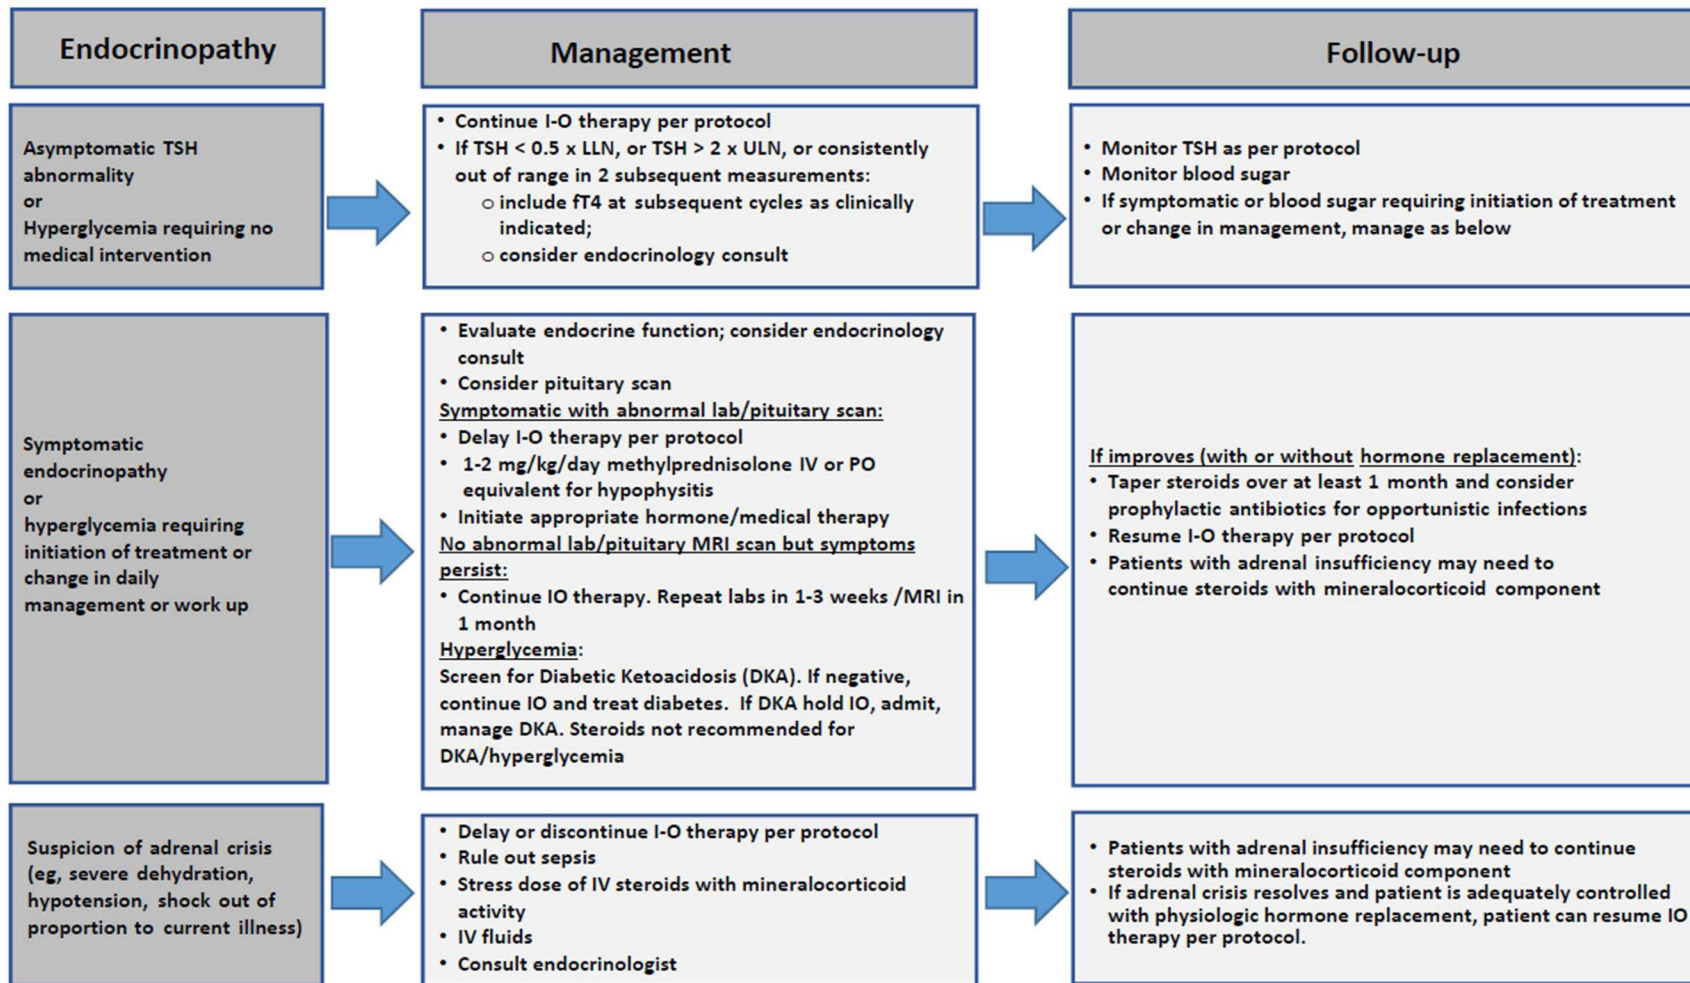 Endocrinopathy
Management
Follow-up
Asymptomatic TSH
abnormality
or
Hyperglycemia requiring no
medical intervention
• Continue I-O therapy per protocol
• If TSH < 0.5 x LLN, or TSH > 2 x ULN, or consistently
out of range in 2 subsequent measurements:
o include fT4 at subsequent cycles as clinically
indicated;
o consider endocrinology consult
• Monitor TSH as per protocol
• Monitor blood sugar
• If symptomatic or blood sugar requiring initiation of treatment
or change in management, manage as below
Symptomatic
endocrinopathy
or
hyperglycemia requiring
initiation of treatment or
change in daily
management or work up
• Evaluate endocrine function; consider endocrinology
consult
• Consider pituitary scan
Symptomatic with abnormal lab/pituitary scan:
• Delay I-O therapy per protocol
• 1-2 mg/kg/day methylprednisolone IV or PO
equivalent for hypophysitis
• Initiate appropriate hormone/medical therapy
No abnormal lab/pituitary MRI scan but symptoms
persist:
• Continue IO therapy. Repeat labs in 1-3 weeks /MRI in
1 month
Hyperglycemia:
Screen for Diabetic Ketoacidosis (DKA). If negative,
continue IO and treat diabetes. If DKA hold IO, admit,
manage DKA. Steroids not recommended for
DKA/hyperglycemia
If improves (with or without hormone replacement):
• Taper steroids over at least 1 month and consider
prophylactic antibiotics for opportunistic infections
• Resume I-O therapy per protocol
• Patients with adrenal insufficiency may need to
continue steroids with mineralocorticoid component
Suspicion of adrenal crisis
(eg, severe dehydration,
hypotension, shock out of
proportion to current illness)
• Delay or discontinue I-O therapy per protocol
• Rule out sepsis
• Stress dose of IV steroids with mineralocorticoid
activity
• IV fluids
• Consult endocrinologist
• Patients with adrenal insufficiency may need to continue
steroids with mineralocorticoid component
• If adrenal crisis resolves and patient is adequately controlled
with physiologic hormone replacement, patient can resume IO
therapy per protocol.